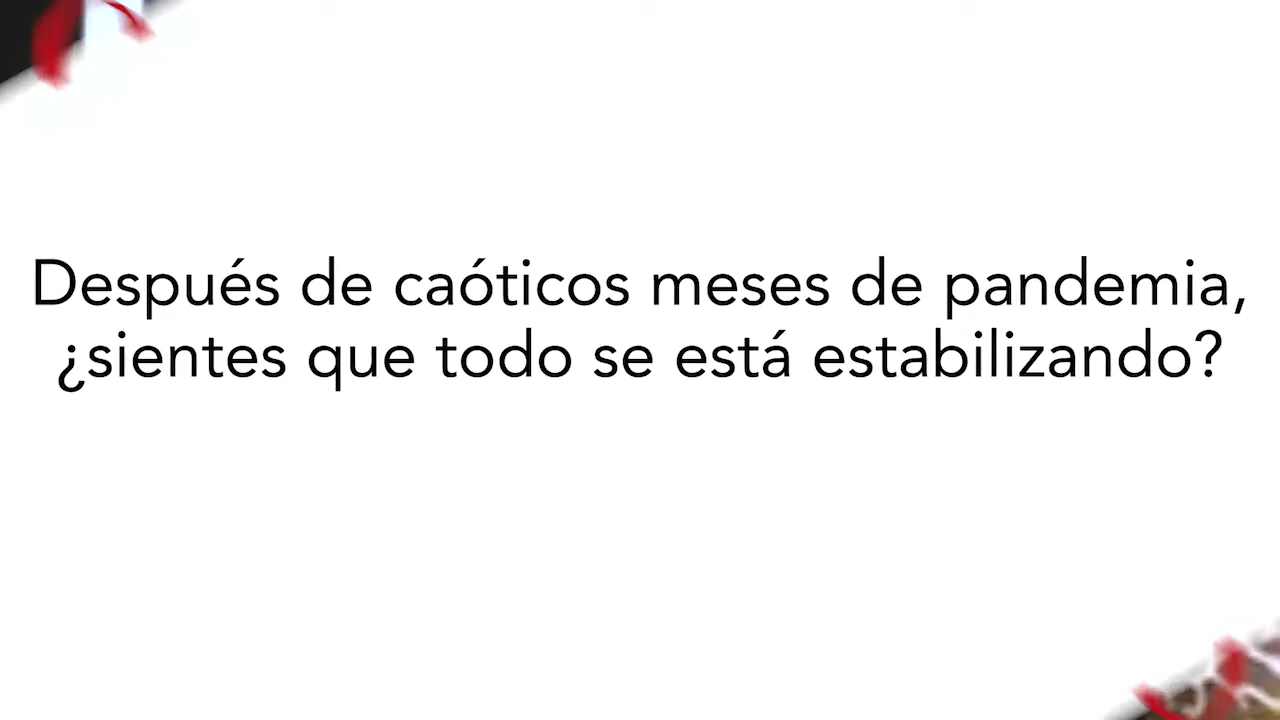 Después de caóticos meses de pandemia,
¿sientes que todo se está estabilizando?